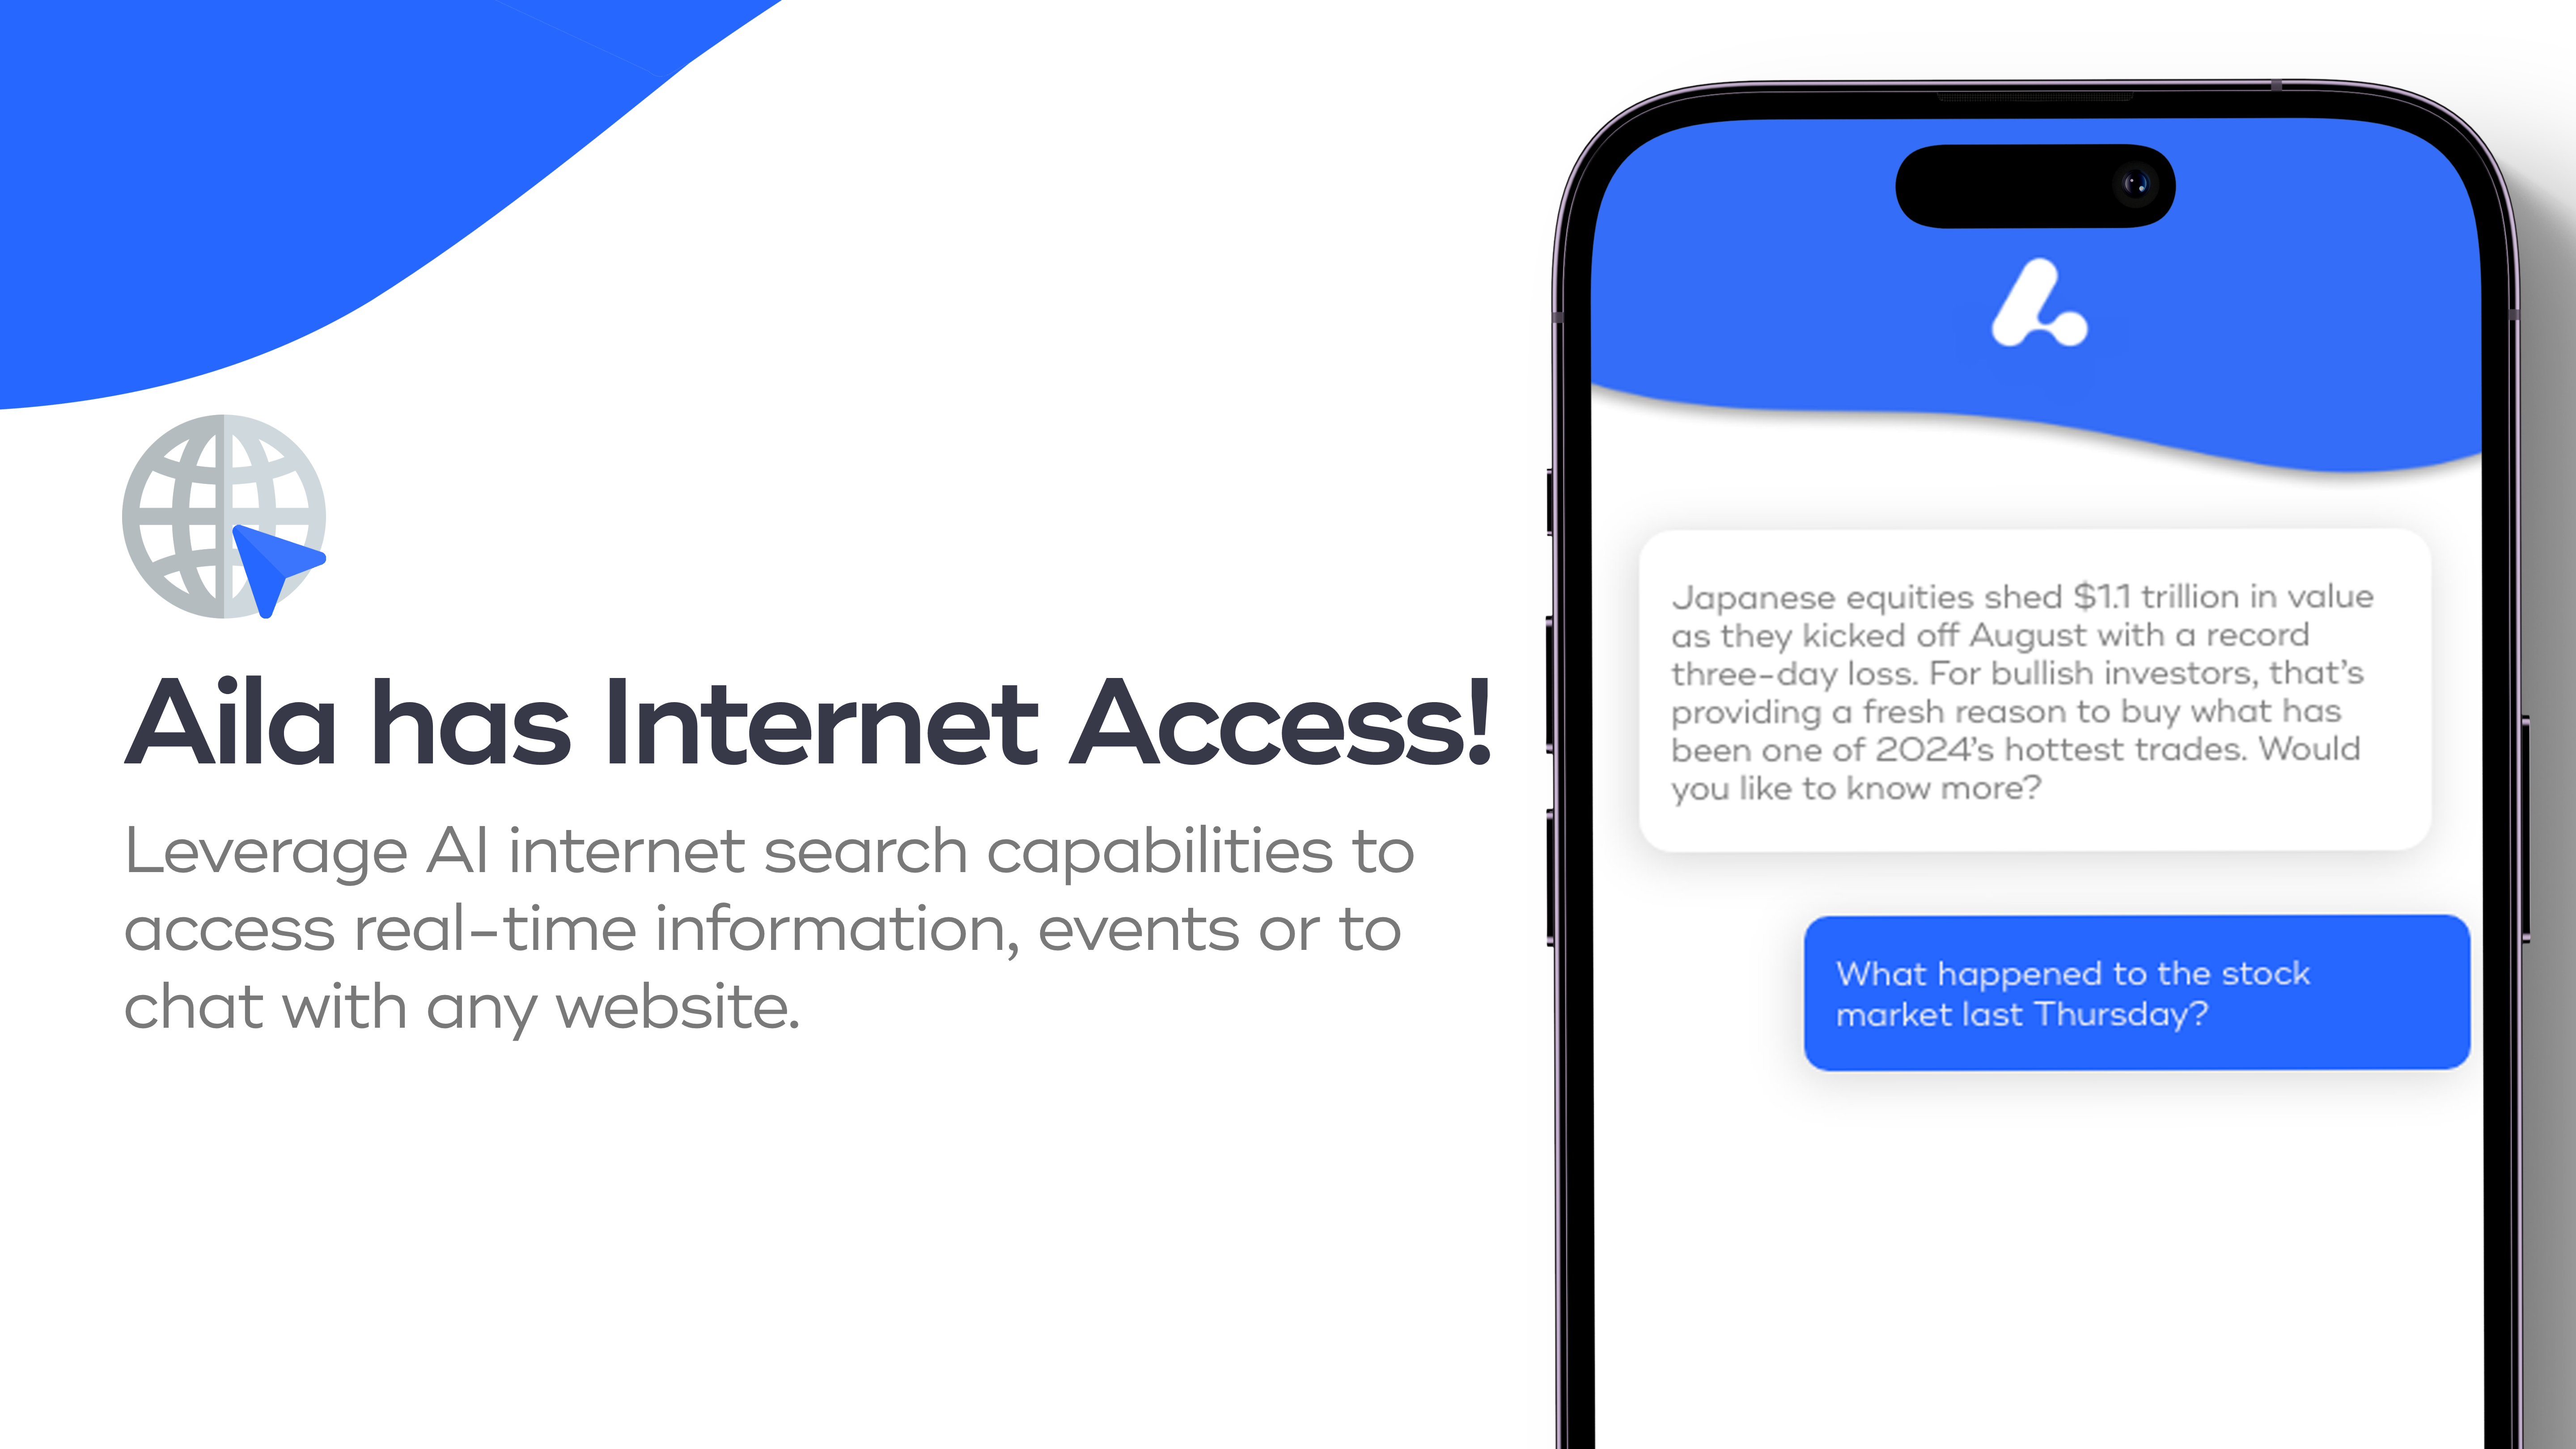 Aila has Internet Access!
Leverage AI internet search capabilities to
access real-time information, events or to
chat with any website.
Japanese equities shed $1.1 trillion in value
as they kicked off August with a record
three-day loss. For bullish investors, that's
providing a fresh reason to buy what has
been one of 2024's hottest trades. Would
you like to know more?
What happened to the stock
market last Thursday?